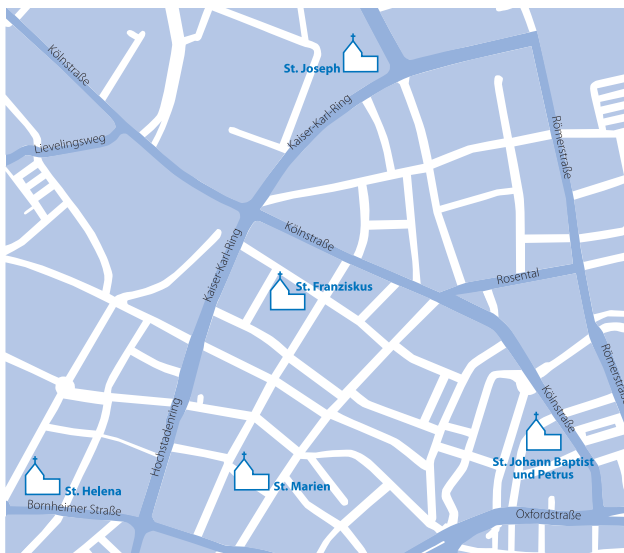 Kölnstraße
St. Joseph
Kaiser-Karl-Ring
Lievelingsweg
Römerstraße
Kölnstraße
Kaiser-Karl-Ring
Rosental
St. Franziskus
Römerstraße
Kölnstraße
Hochstadenring
St. Johann Baptist
und Petrus
St. Helena
St. Marien
Bornheimer Straße
Oxfordstraße